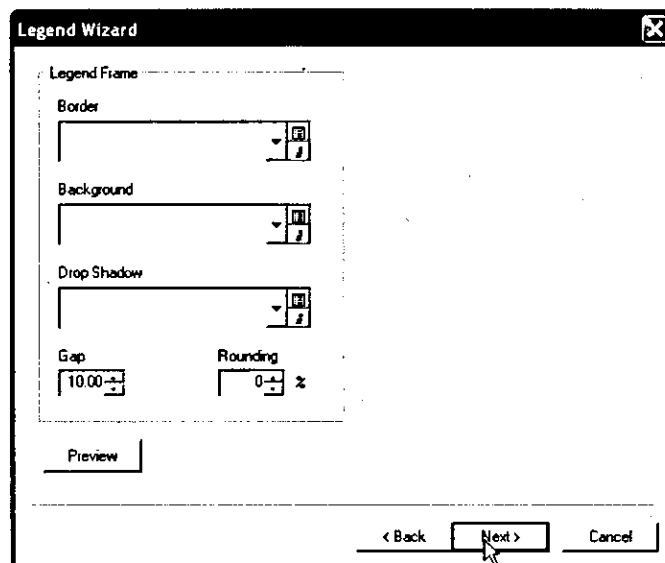 Legend Wizard
Legend Frame
Border
Background
Drop Shadow
Gap Rounding
10.00 0 %
Preview
< Back Next > Cancel